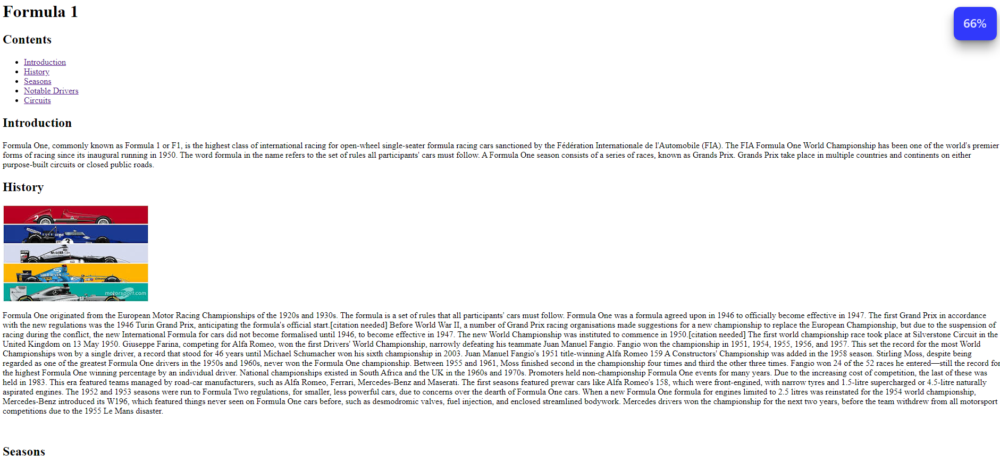 Formula 1
66%
Contents
Introduction
History
Seasons
Notable Drivers
Circuits
Introduction
Formula One, commonly known as Formula 1 or F1, is the highest class of international racing for open-wheel single-seater formula racing cars sanctioned by the Fédération Internationale de l'Automobile (FIA). The FIA Formula One World Championship has been one of the world's premier
forms of racing since its inaugural running in 1950. The word formula in the name refers to the set of rules all participants' cars must follow. A Formula One season consists of a series of races, known as Grands Prix. Grands Prix take place in multiple countries and continents on either
purpose-built circuits or closed public roads.
History
2
STEWART
3
Mobil 1
MILD SEVEN
motorsport.com
Formula One originated from the European Motor Racing Championships of the 1920s and 1930s. The formula is a set of rules that all participants' cars must follow. Formula One was a formula agreed upon in 1946 to officially become effective in 1947. The first Grand Prix in accordance
with the new regulations was the 1946 Turin Grand Prix, anticipating the formula's official start.[citation needed] Before World War II, a number of Grand Prix racing organisations made suggestions for a new championship to replace the European Championship, but due to the suspension of
racing during the conflict, the new International Formula for cars did not become formalised until 1946, to become effective in 1947. The new World Championship was instituted to commence in 1950.[citation needed] The first world championship race took place at Silverstone Circuit in the
United Kingdom on 13 May 1950. Giuseppe Farina, competing for Alfa Romeo, won the first Drivers' World Championship, narrowly defeating his teammate Juan Manuel Fangio. Fangio won the championship in 1951, 1954, 1955, 1956, and 1957. This set the record for the most World
Championships won by a single driver, a record that stood for 46 years until Michael Schumacher won his sixth championship in 2003. Juan Manuel Fangio's 1951 title-winning Alfa Romeo 159 A Constructors' Championship was added in the 1958 season. Stirling Moss, despite being
regarded as one of the greatest Formula One drivers in the 1950s and 1960s, never won the Formula One championship. Between 1955 and 1961, Moss finished second in the championship four times and third the other three times. Fangio won 24 of the 52 races he entered—still the record for
the highest Formula One winning percentage by an individual driver. National championships existed in South Africa and the UK in the 1960s and 1970s. Promoters held non-championship Formula One events for many years. Due to the increasing cost of competition, the last of these was
held in 1983. This era featured teams managed by road-car manufacturers, such as Alfa Romeo, Ferrari, Mercedes-Benz and Maserati. The first seasons featured prewar cars like Alfa Romeo's 158, which were front-engined, with narrow tyres and 1.5-litre supercharged or 4.5-litre naturally
aspirated engines. The 1952 and 1953 seasons were run to Formula Two regulations, for smaller, less powerful cars, due to concerns over the dearth of Formula One cars. When a new Formula One formula for engines limited to 2.5 litres was reinstated for the 1954 world championship,
Mercedes-Benz introduced its W196, which featured things never seen on Formula One cars before, such as desmodromic valves, fuel injection, and enclosed streamlined bodywork. Mercedes drivers won the championship for the next two years, before the team withdrew from all motorsport
competitions due to the 1955 Le Mans disaster.
Seasons